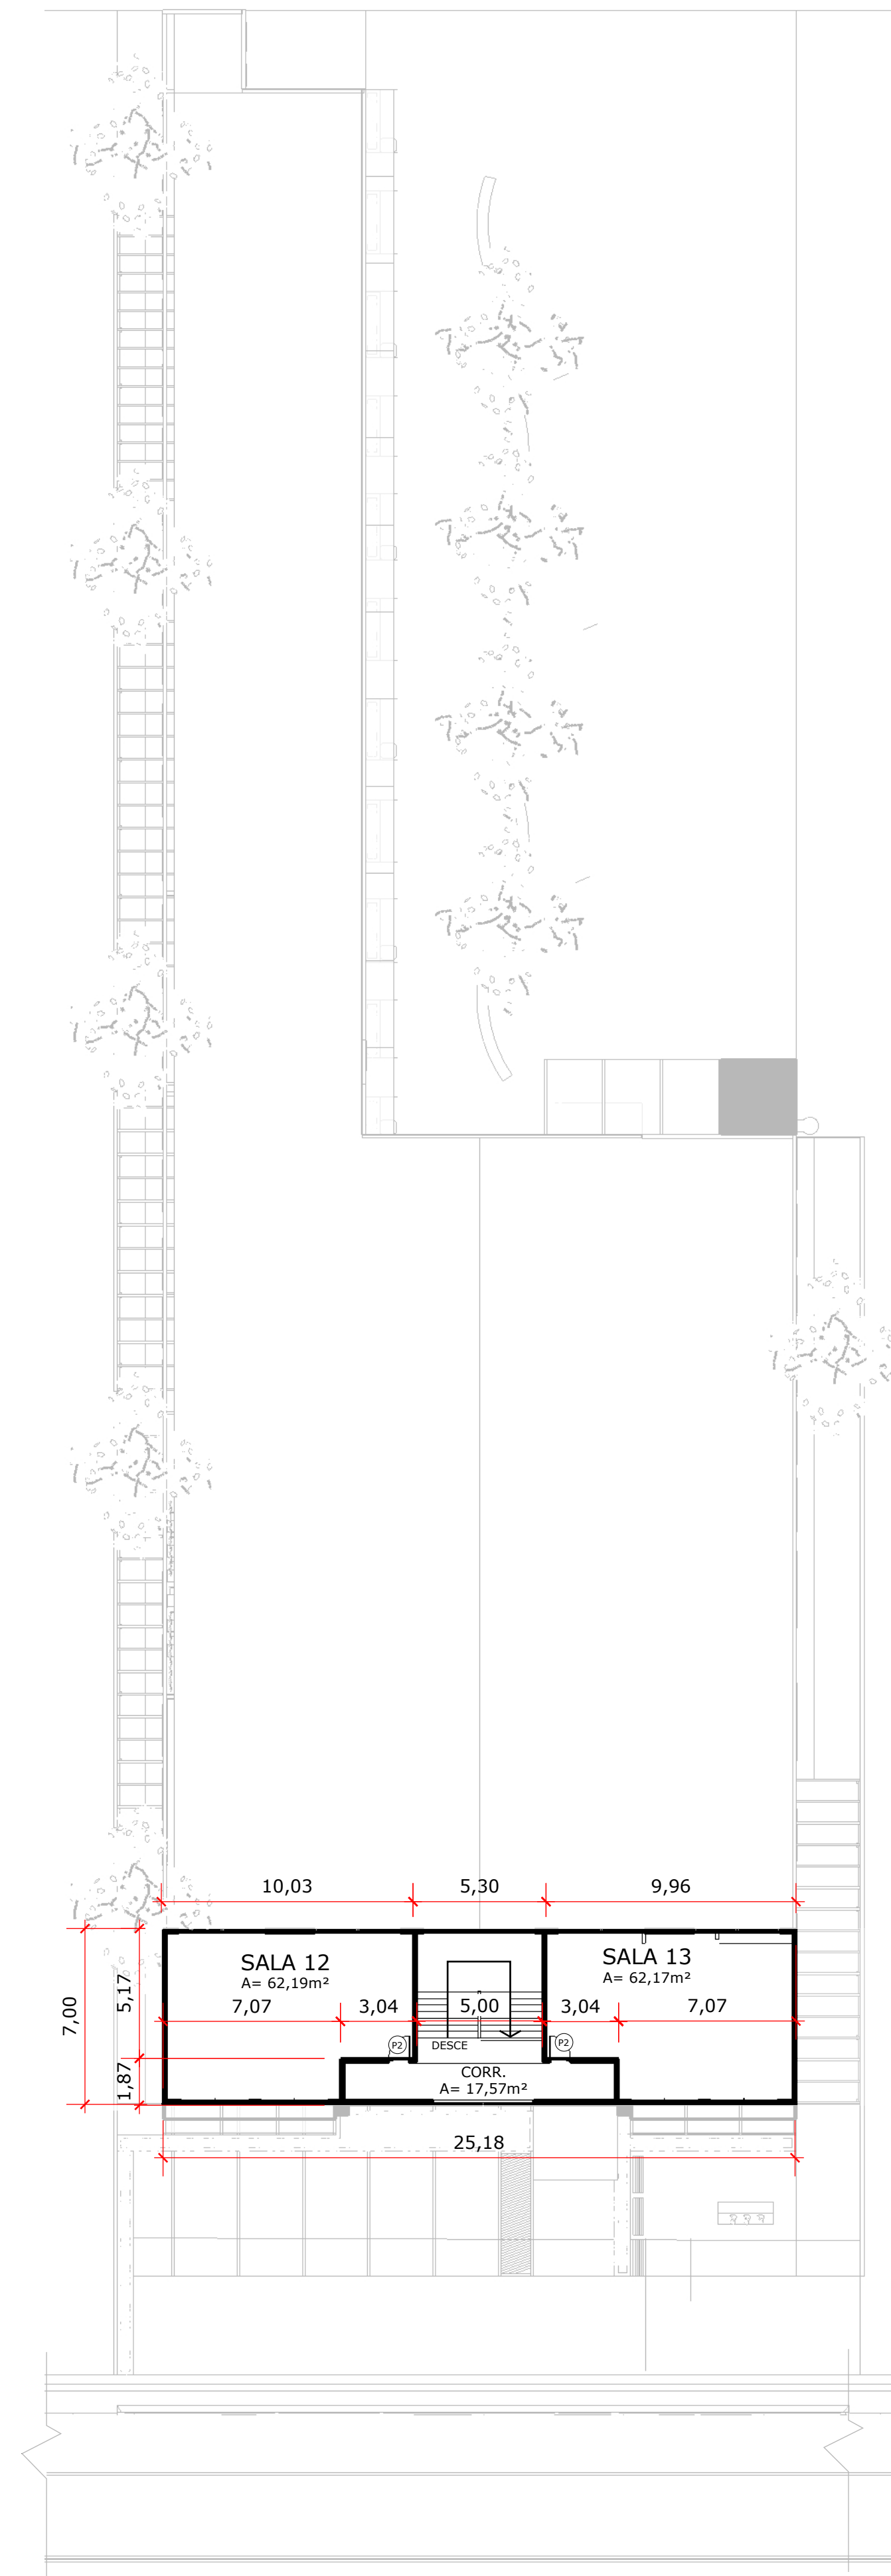 10,03 5,30 9,96
SALA 12
A= 62,19m²
SALA 13
A= 62,17m²
7,00
5,17
1,87
7,07 3,04 5,00 3,04 7,07
P2
DESCE
P2
CORR.
A= 17,57m²
25,18